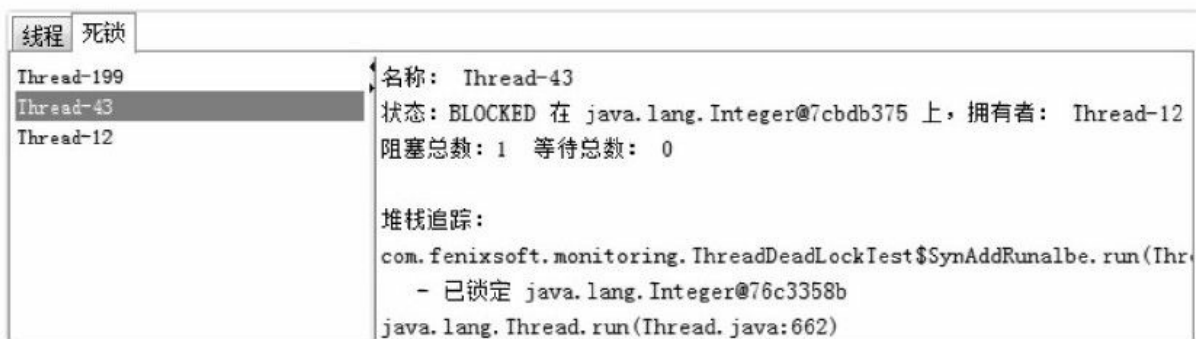 线程 死锁
Thread-199
Thread-43
Thread-12
名称： Thread-43
状态：BLOCKED 在 java.lang.Integer@7cbdb375 上，拥有者： Thread-12
阻塞总数：1 等待总数： 0
堆栈追踪：
com.fenixsoft.monitoring.ThreadDeadLockTest$SynAddRunalbe.run(Thr
- 已锁定 java.lang.Integer@76c3358b
java.lang.Thread.run(Thread.java:662)